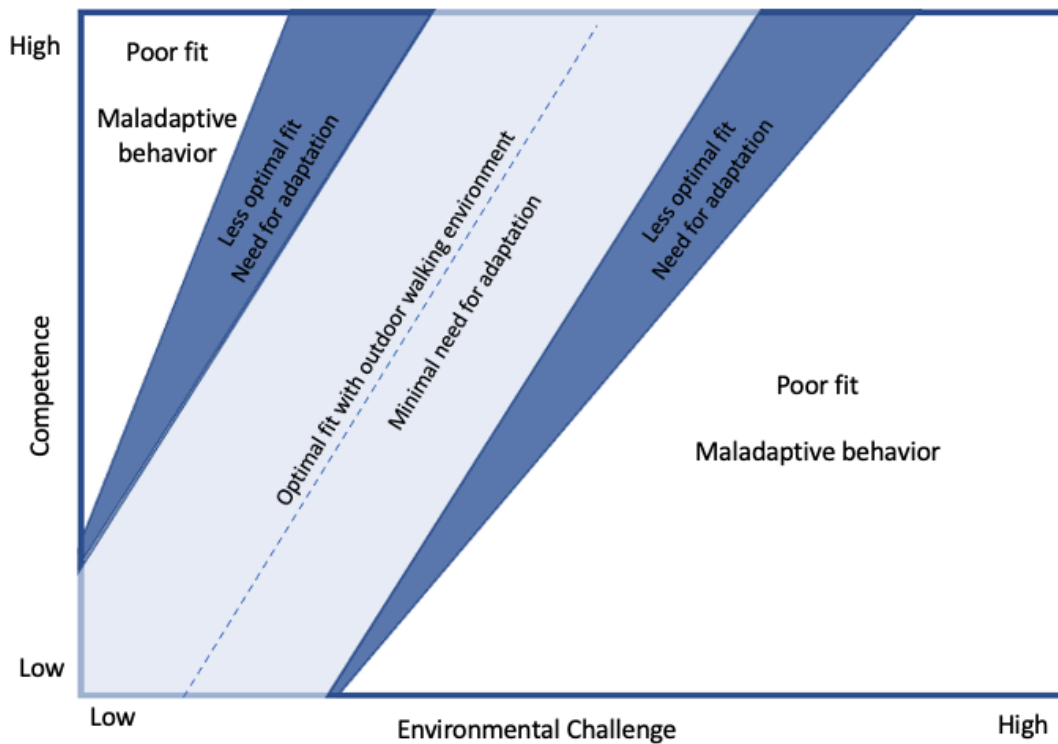 High
Poor fit
Maladaptive
behavior
Less optimal fit
Need for adaptation
Optimal fit with outdoor walking environment
Minimal need for adaptation
Less optimal fit
Need for adaptation
Poor fit
Maladaptive behavior
Competence
Low
Low
Environmental Challenge
High